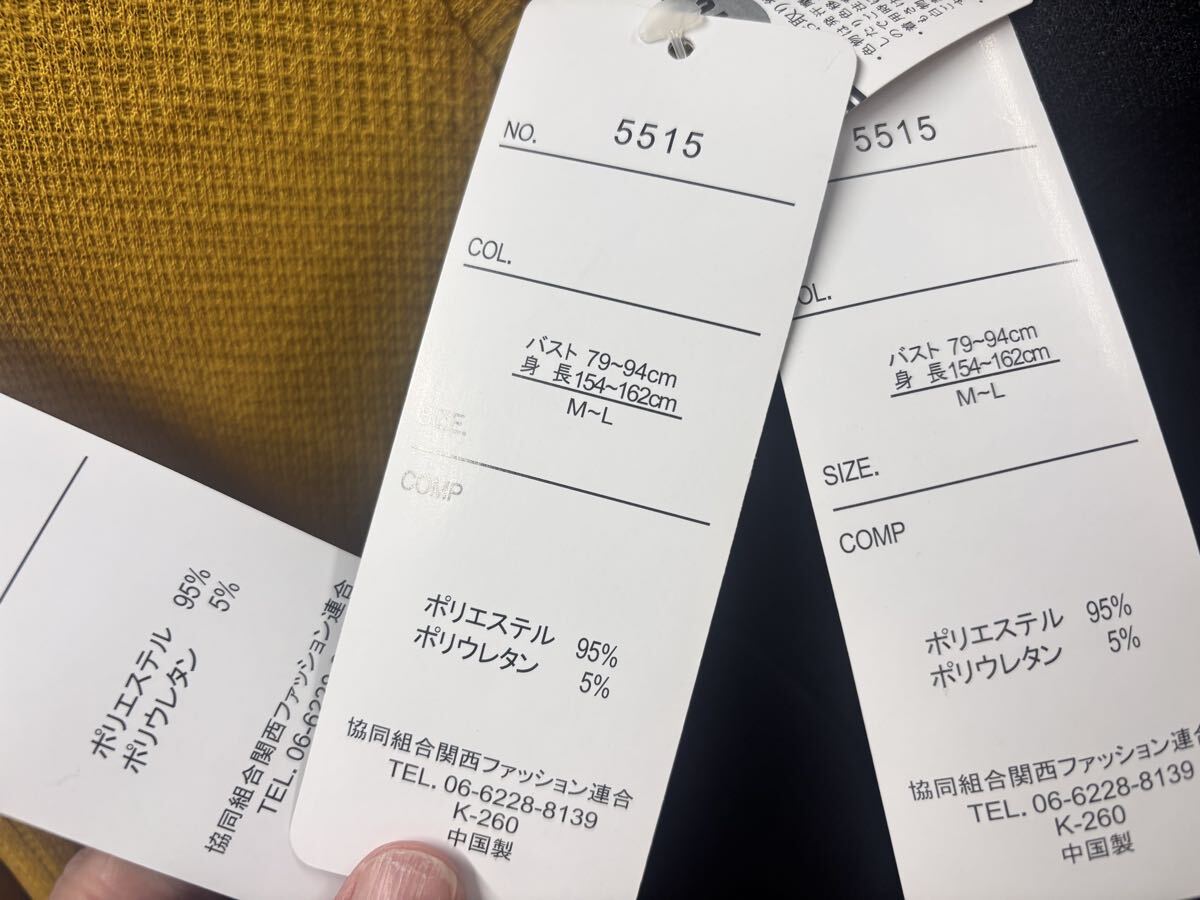 NO. 5515
COL.
バスト 79~94cm
身 長154~162cm
M~L
SIZE.
COMP
ポリエステル 95%
ポリウレタン 5%
協同組合関西ファッション連合
TEL. 06-6228-8139
K-260
中国製
5515
OL.
バスト 79~94cm
身 長154~162cm
M~L
SIZE.
COMP
ポリエステル 95%
ポリウレタン 5%
協同組合関西ファッション連合
TEL. 06-6228-8139
K-260
中国製
ポリエステル 95%
ポリウレタン 5%
協同組合関西ファッション連合
TEL. 06-6228